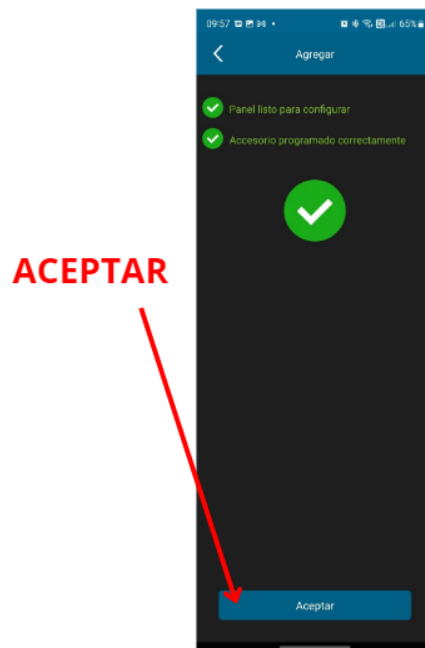 09:57
65%
Agregar
Panel listo para configurar
Accesorio programado correctamente
ACEPTAR
Aceptar